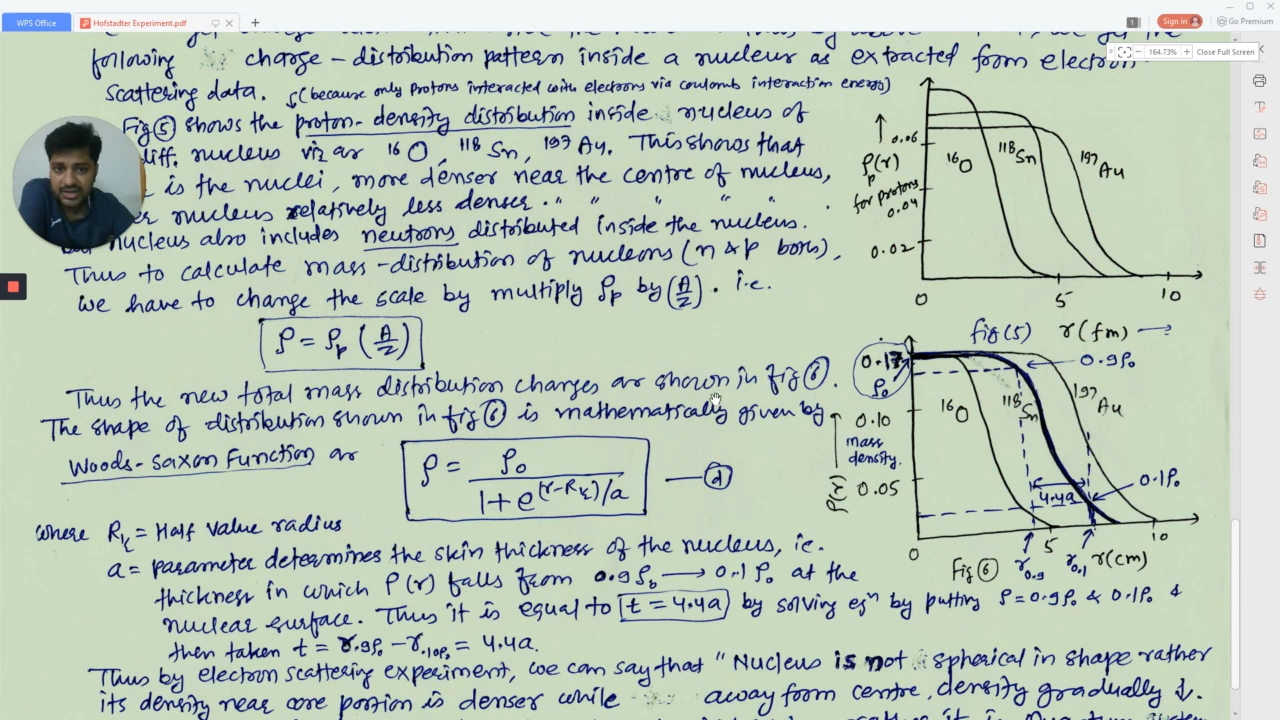 WPS Office
Hofstadter Experiment.pdf
1
Sign in
Go Premium
164.73%
Close Full Screen
following charge-distribution pattern inside a nucleus as extracted from electron
scattering data. (because only protons interacted with electrons via coulomb interaction energy)
Fig (5) shows the proton-density distribution inside nucleus of
diff. nucleus viz as ¹⁶O, ¹¹⁸Sn, ¹⁹⁷Au. This shows that
is the nuclei, more denser near the centre of nucleus,
nucleus relatively less denser " " " " .
nucleus also includes neutrons distributed inside the nucleus.
Thus to calculate mass-distribution of nucleons (n & p both),
we have to change the scale by multiply ρp by (A/Z). i.e.
ρ = ρp (A/Z)
Thus the new total mass distribution changes as shown in fig (6).
The shape of distribution shown in fig (6) is mathematically given by
Woods-Saxon Function as
ρ = ρ₀ / 1+e^(r-R½)/a — (d)
where R½ = Half value radius
a = parameter determines the skin thickness of the nucleus, i.e.
thickness in which ρ(r) falls from 0.9ρ₀ → 0.1ρ₀ at the
nuclear surface. Thus it is equal to t = 4.4a by solving eqⁿ by putting ρ=0.9ρ₀ & 0.1ρ₀ &
then taken t = r.9ρ₀ - r.1ρ₀ = 4.4a.
Thus by electron scattering experiment, we can say that "Nucleus is not spherical in shape rather
its density near core portion is denser while away form centre, density gradually ↓.
0.06
ρp(r)
for protons
0.04
0.02
¹⁶O
¹¹⁸Sn
¹⁹⁷Au
0
5
10
fig(5)
r(fm) →
0.17
ρ₀
0.10
mass
density.
ρ(r)
0.05
¹⁶O
¹¹⁸Sn
¹⁹⁷Au
0.9ρ₀
4.4a
0.1ρ₀
0
5
10
r0.9
r0.1
r(cm)
Fig (6)